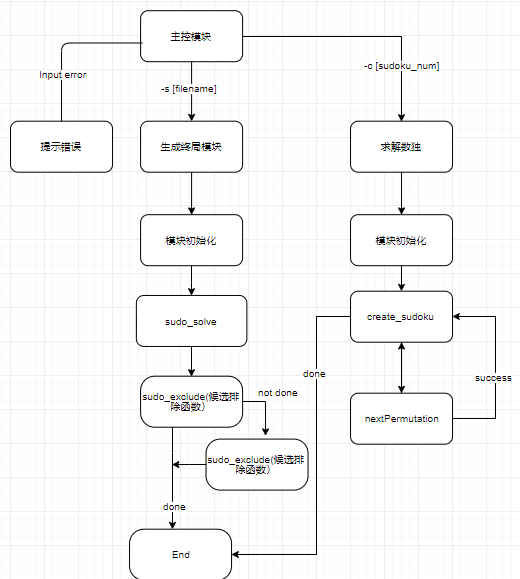 主控模块
Input error
-s [filename]
-c [sudoku_num]
提示错误
生成终局模块
求解数独
模块初始化
模块初始化
sudo_solve
create_sudoku
done
success
sudo_exclude(候选排
除函数）
not done
nextPermutation
sudo_exclude(候选排
除函数）
done
End